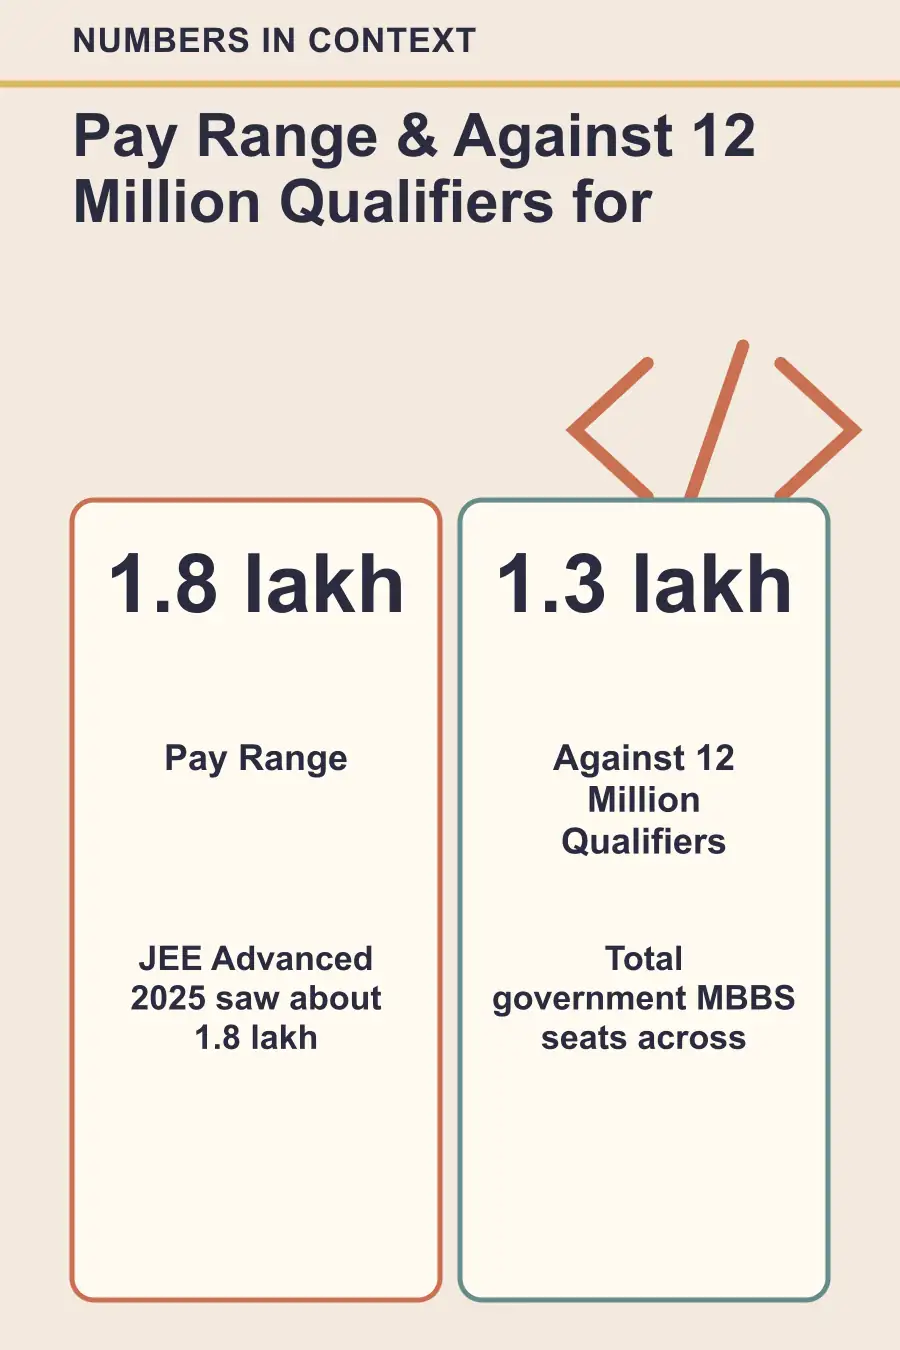 NUMBERS IN CONTEXT
Pay Range & Against 12
Million Qualifiers for
1.8 lakh
Pay Range
JEE Advanced
2025 saw about
1.8 lakh
1.3 lakh
Against 12
Million
Qualifiers
Total
government MBBS
seats across